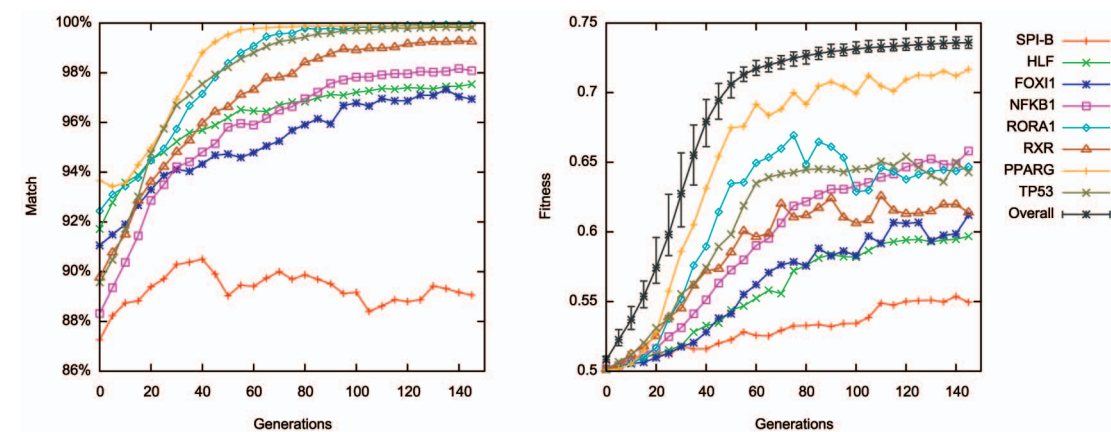 100%
98%
96%
94%
92%
90%
88%
86%
Match
0 20 40 60 80 100 120 140
Generations
0.75
0.7
0.65
0.6
0.55
0.5
Fitness
0 20 40 60 80 100 120 140
Generations
SPI-B
HLF
FOXI1
NFKB1
RORA1
RXR
PPARG
TP53
Overall